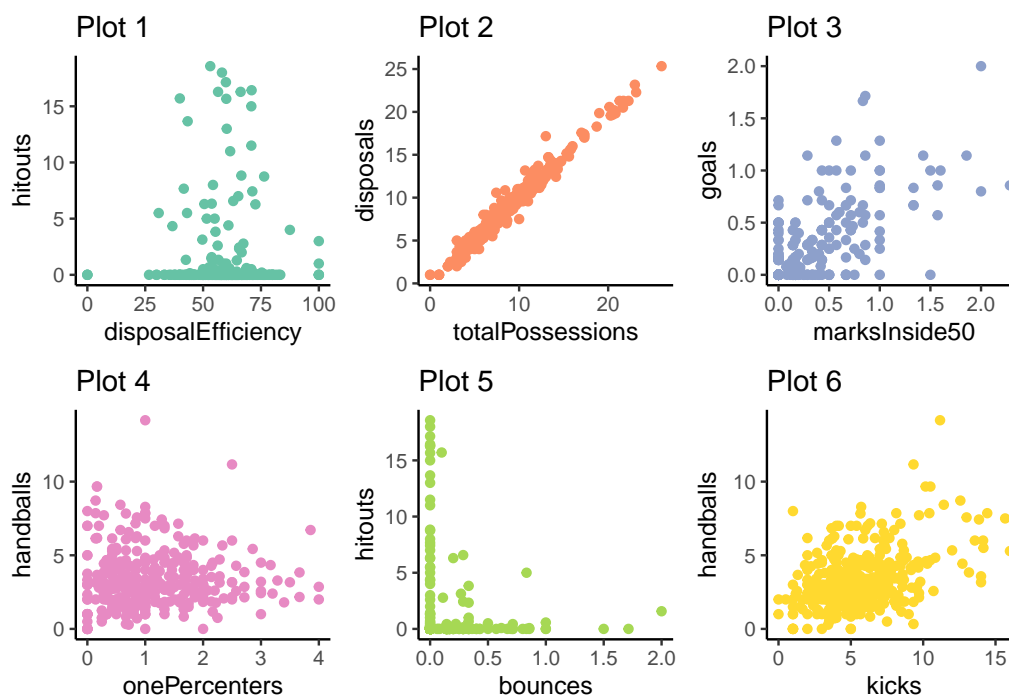 Plot 1
Plot 2
Plot 3
hitouts
15
10
5
0
0
25
50
75
100
disposalEfficiency
disposals
25
20
15
10
5
0
0
10
20
totalPossessions
goals
2.0
1.5
1.0
0.5
0.0
0.0
0.5
1.0
1.5
2.0
marksInside50
Plot 4
Plot 5
Plot 6
handballs
10
5
0
0
1
2
3
4
onePercenters
hitouts
15
10
5
0
0.0
0.5
1.0
1.5
2.0
bounces
handballs
10
5
0
0
5
10
15
kicks